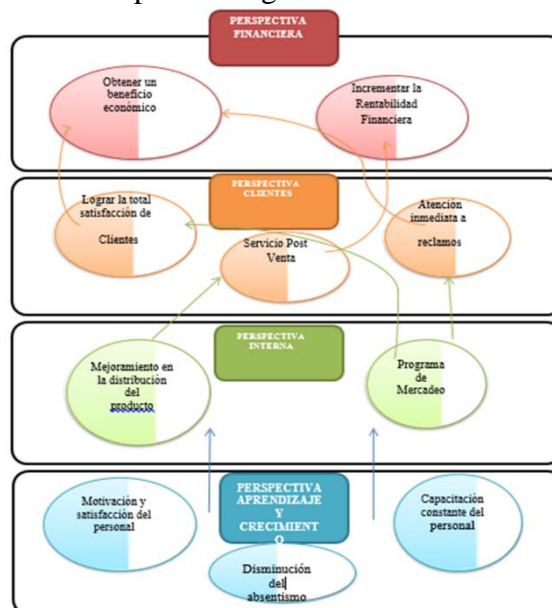 PERSPECTIVA
FINANCIERA
Obtener un
beneficio
económico
Incrementar la
Rentabilidad
Financiera
PERSPECTIVA
CLIENTES
Lograr la total
satisfacción de
Clientes
Servicio Post
Venta
Atención
inmediata a
reclamos
PERSPECTIVA
INTERNA
Mejoramiento en
la distribución
del
producto
Programa
de
Mercadeo
PERSPECTIVA
APRENDIZAJE
Y
CRECIMIENT
O
Motivación y
satisfacción del
personal
Capacitación
constante del
personal
Disminución
del
absentismo